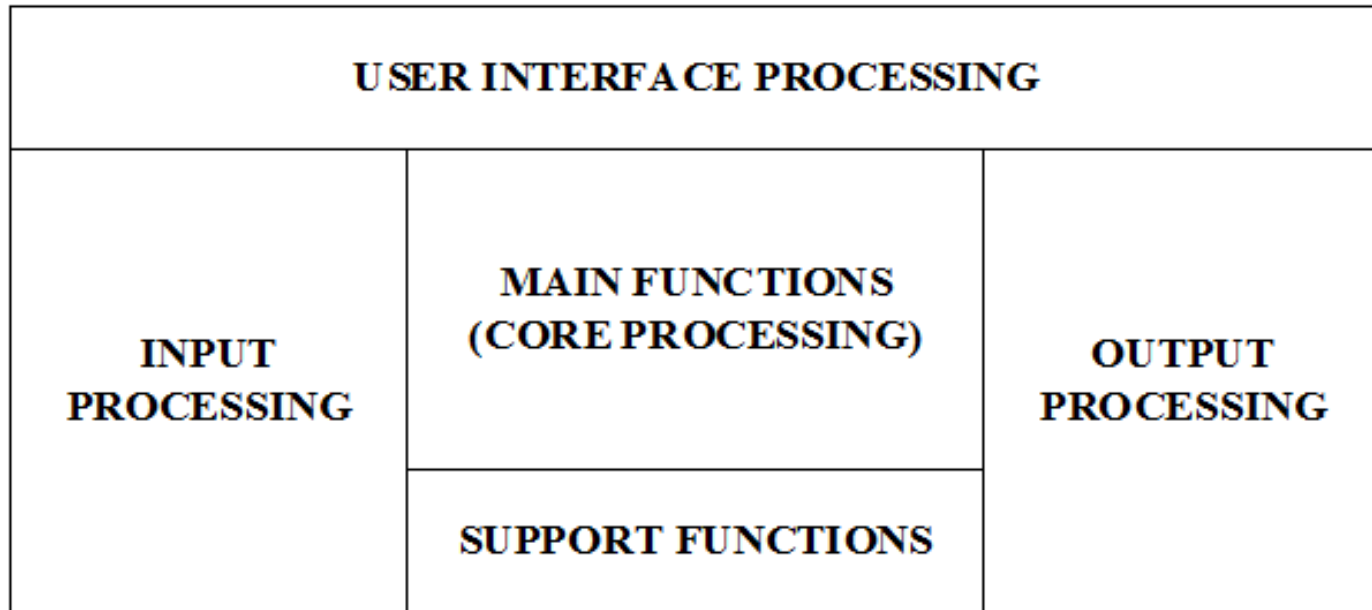 USER INTERFACE PROCESSING
INPUT
PROCESSING
MAIN FUNCTIONS
(CORE PROCESSING)
OUTPUT
PROCESSING
SUPPORT FUNCTIONS